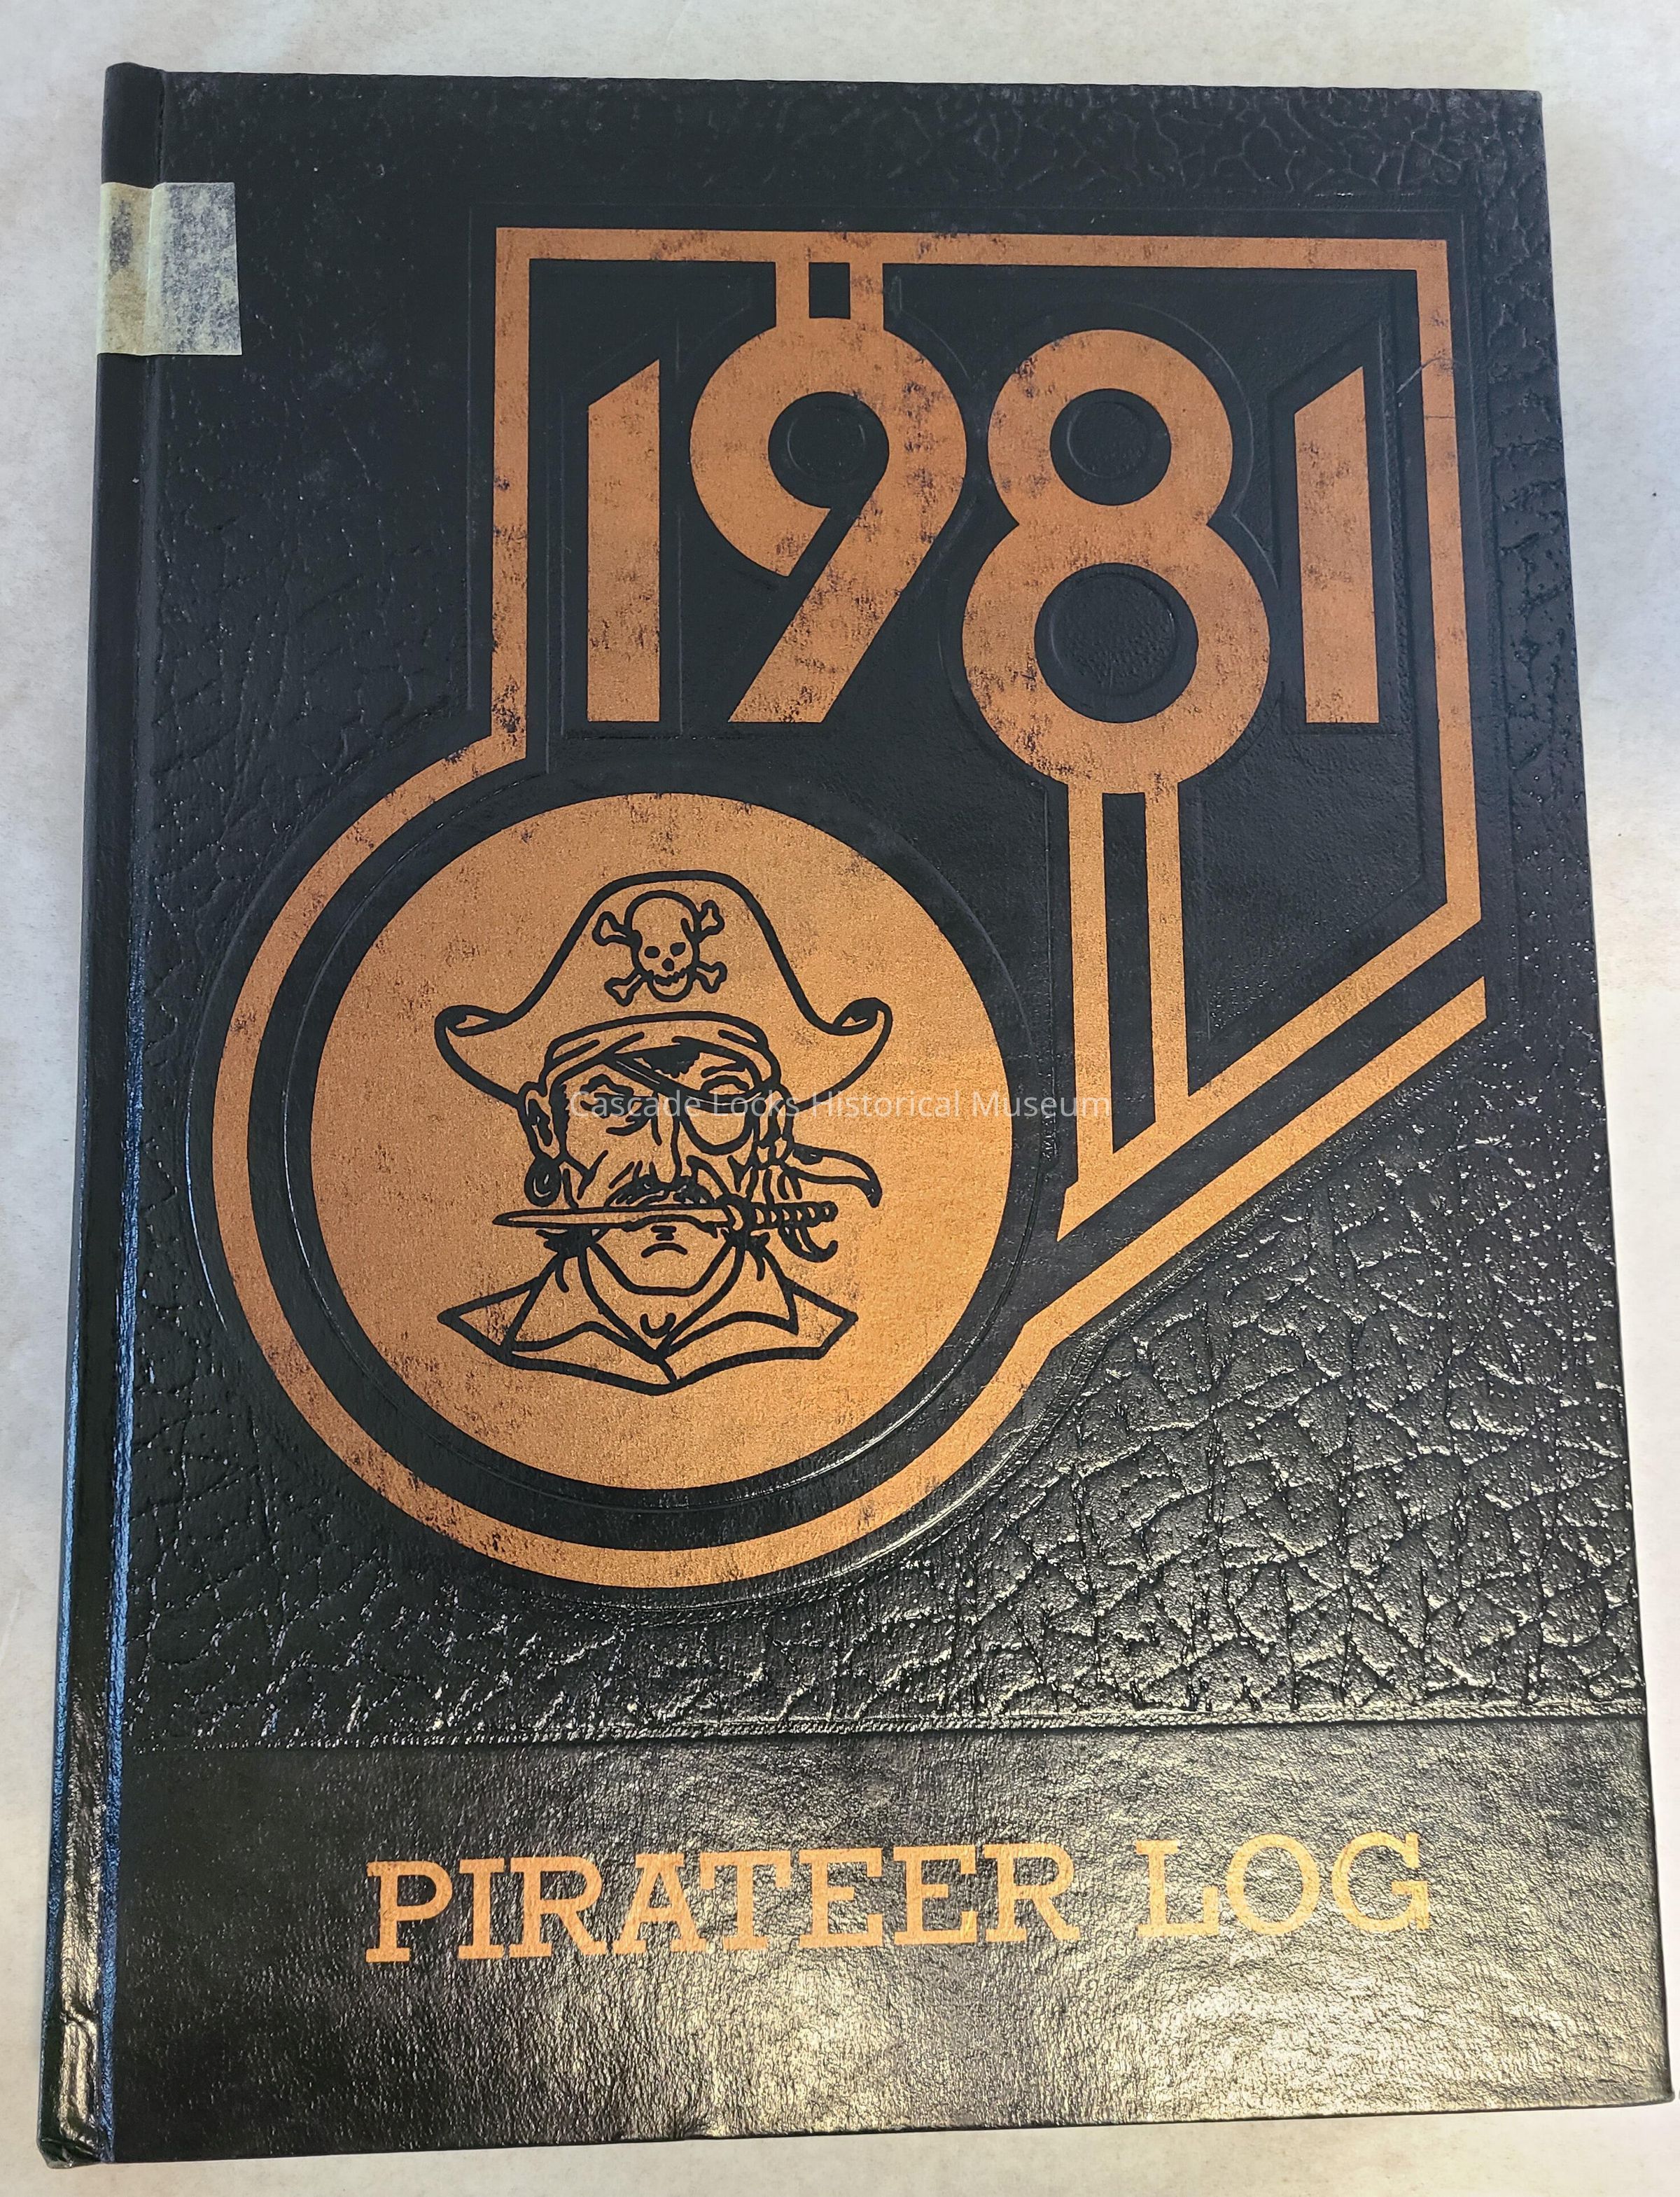 1981
Cascade Locks Historical Museum
PIRATEER LOG